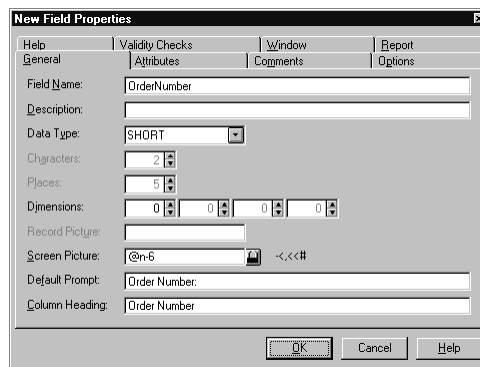 New Field Properties
Help Validity Checks Window Report
General Attributes Comments Options
Field Name: OrderNumber
Description:
Data Type: SHORT
Characters: 2
Places: 5
Dimensions: 0 0 0 0
Record Picture:
Screen Picture: @n-6 -<,<<#
Default Prompt: Order Number:
Column Heading: Order Number
OK Cancel Help